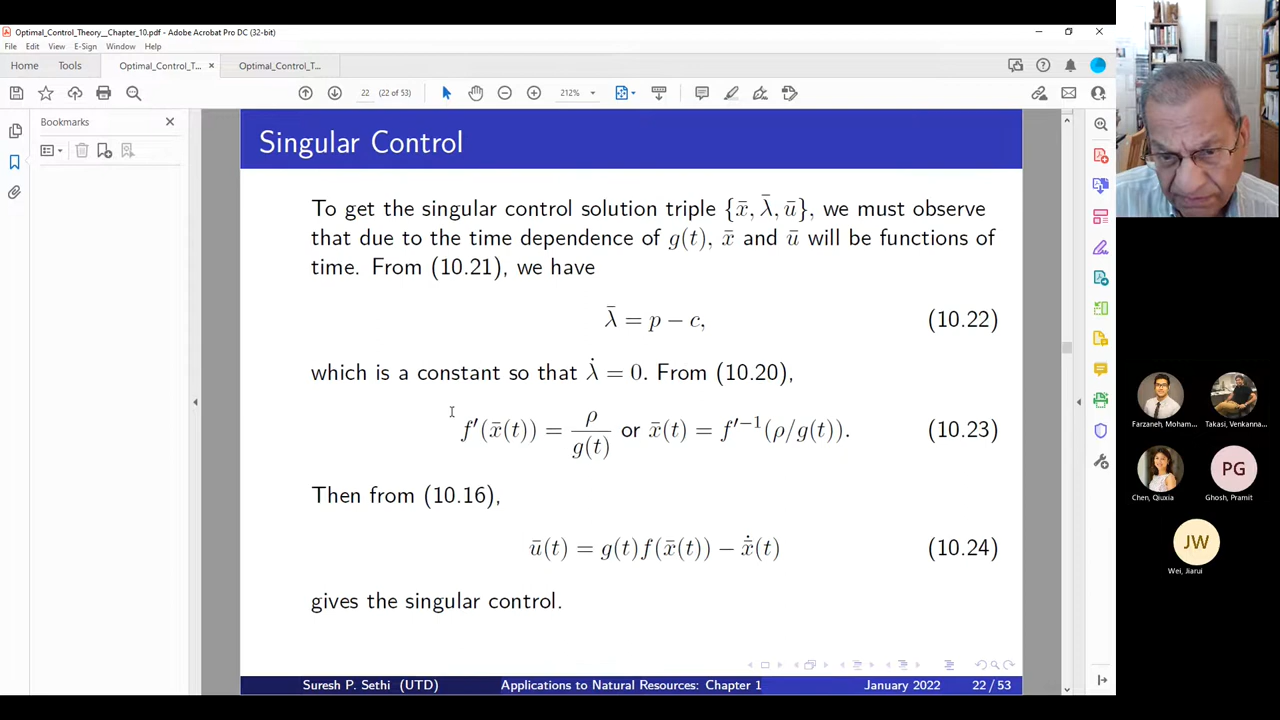 Optimal_Control_Theory__Chapter_10.pdf - Adobe Acrobat Pro DC (32-bit)
File Edit View E-Sign Window Help
Home Tools Optimal_Control_T... × Optimal_Control_T...
22 (22 of 53) 212%
Bookmarks
Singular Control
To get the singular control solution triple {x̄, λ̄, ū}, we must observe
that due to the time dependence of g(t), x̄ and ū will be functions of
time. From (10.21), we have
λ̄ = p − c, (10.22)
which is a constant so that λ̇ = 0. From (10.20),
f′(x̄(t)) = ρ/g(t) or x̄(t) = f′⁻¹(ρ/g(t)). (10.23)
Then from (10.16),
ū(t) = g(t)f(x̄(t)) − x̄̇(t) (10.24)
gives the singular control.
Suresh P. Sethi (UTD) Applications to Natural Resources: Chapter 1 January 2022 22 / 53
Farzaneh, Moham... Takasi, Venkanna...
PG
Chen, Qiuxia Ghosh, Pramit
JW
Wei, Jiarui